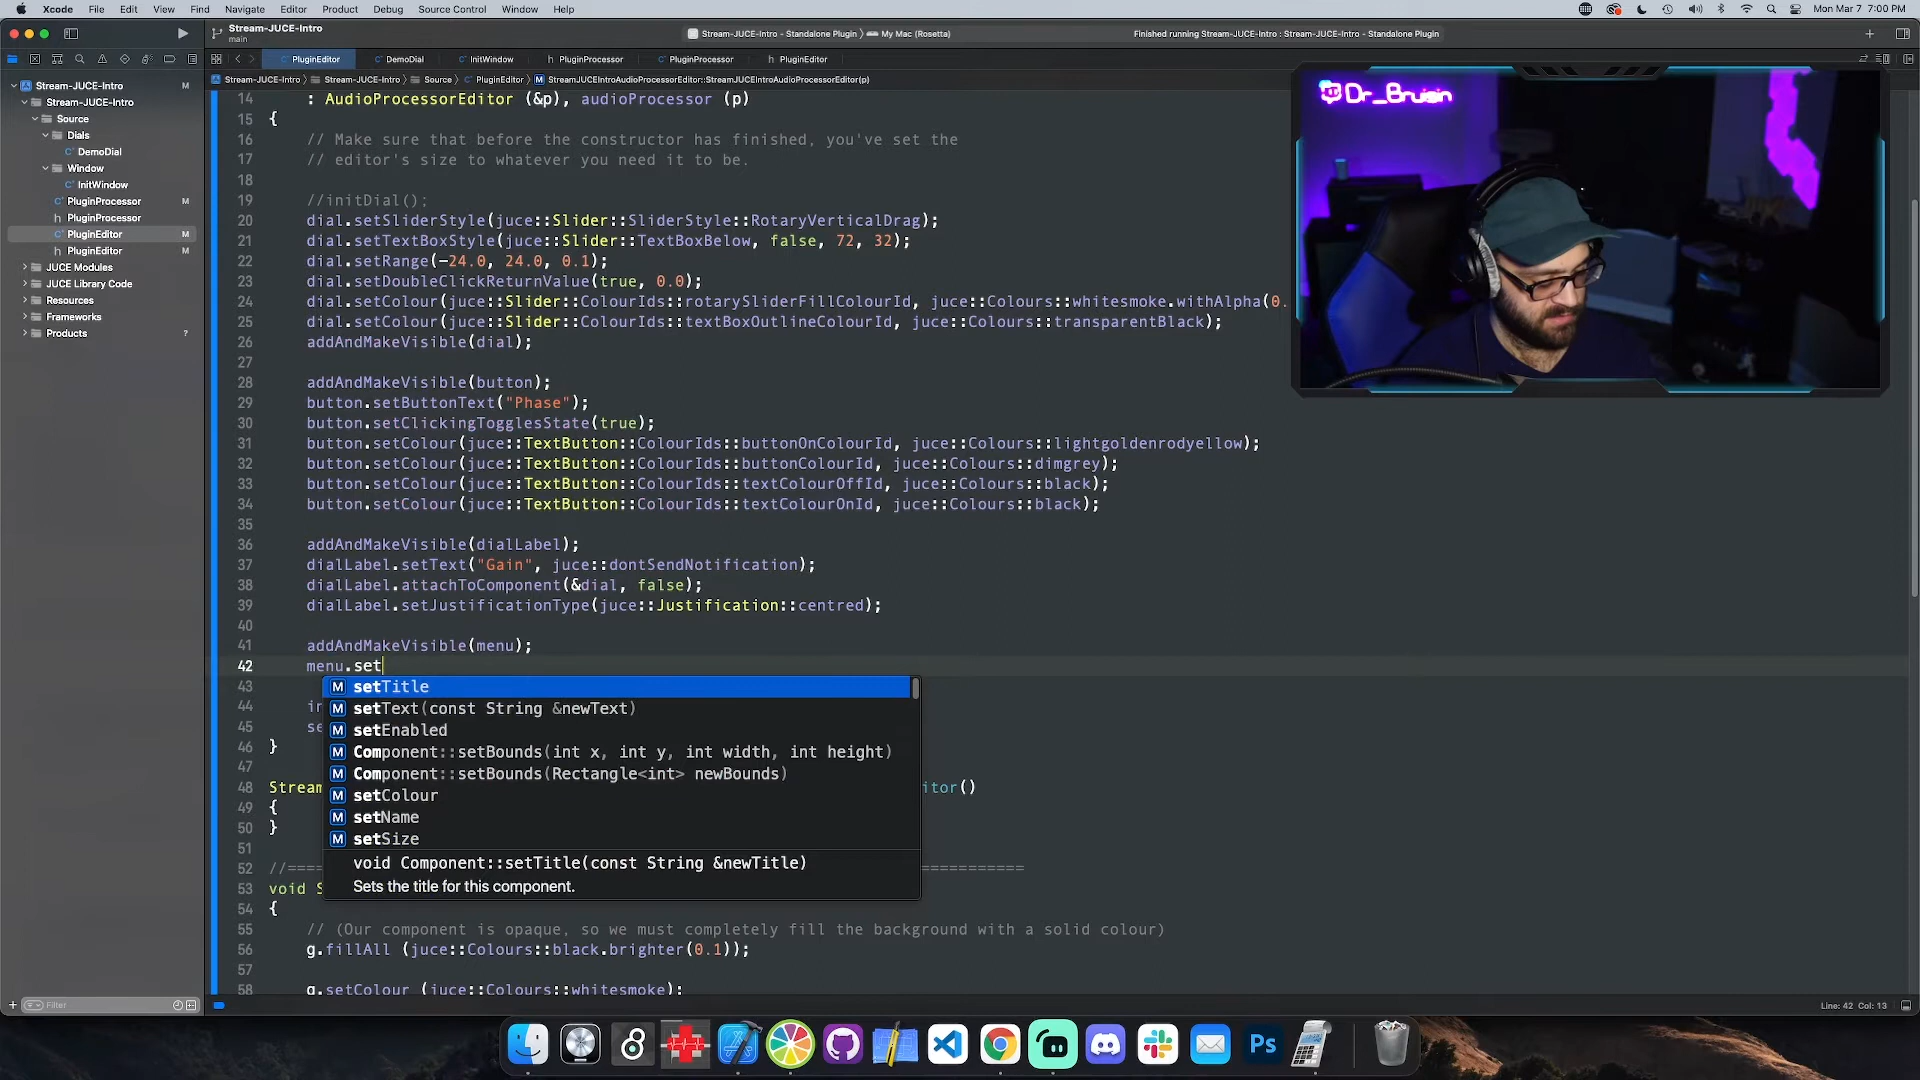 Xcode File Edit View Find Navigate Editor Product Debug Source Control Window Help
Mon Mar 7 7:00 PM
Stream-JUCE-Intro
main
Stream-JUCE-Intro - Standalone Plugin
My Mac (Rosetta)
Finished running Stream-JUCE-Intro : Stream-JUCE-Intro - Standalone Plugin
PluginEditor DemoDial InitWindow PluginProcessor PluginProcessor PluginEditor
Stream-JUCE-Intro Stream-JUCE-Intro Source PluginEditor StreamJUCEIntroAudioProcessorEditor::StreamJUCEIntroAudioProcessorEditor(p)
Stream-JUCE-Intro M
Stream-JUCE-Intro
Source
Dials
DemoDial
Window
InitWindow
PluginProcessor M
PluginProcessor
PluginEditor M
PluginEditor M
JUCE Modules
JUCE Library Code
Resources
Frameworks
Products ?
14 : AudioProcessorEditor (&p), audioProcessor (p)
15 {
16 // Make sure that before the constructor has finished, you've set the
17 // editor's size to whatever you need it to be.
18
19 //initDial();
20 dial.setSliderStyle(juce::Slider::SliderStyle::RotaryVerticalDrag);
21 dial.setTextBoxStyle(juce::Slider::TextBoxBelow, false, 72, 32);
22 dial.setRange(-24.0, 24.0, 0.1);
23 dial.setDoubleClickReturnValue(true, 0.0);
24 dial.setColour(juce::Slider::ColourIds::rotarySliderFillColourId, juce::Colours::whitesmoke.withAlpha(0.
25 dial.setColour(juce::Slider::ColourIds::textBoxOutlineColourId, juce::Colours::transparentBlack);
26 addAndMakeVisible(dial);
27
28 addAndMakeVisible(button);
29 button.setButtonText("Phase");
30 button.setClickingTogglesState(true);
31 button.setColour(juce::TextButton::ColourIds::buttonOnColourId, juce::Colours::lightgoldenrodyellow);
32 button.setColour(juce::TextButton::ColourIds::buttonColourId, juce::Colours::dimgrey);
33 button.setColour(juce::TextButton::ColourIds::textColourOffId, juce::Colours::black);
34 button.setColour(juce::TextButton::ColourIds::textColourOnId, juce::Colours::black);
35
36 addAndMakeVisible(dialLabel);
37 dialLabel.setText("Gain", juce::dontSendNotification);
38 dialLabel.attachToComponent(&dial, false);
39 dialLabel.setJustificationType(juce::Justification::centred);
40
41 addAndMakeVisible(menu);
42 menu.set
43
44 in
45 se
46 }
47
48 Stream itor()
49 {
50 }
51
52 //==== ===========
53 void S
54 {
55 // (Our component is opaque, so we must completely fill the background with a solid colour)
56 g.fillAll (juce::Colours::black.brighter(0.1));
57
58 g.setColour (juce::Colours::whitesmoke);
M setTitle
M setText(const String &newText)
M setEnabled
M Component::setBounds(int x, int y, int width, int height)
M Component::setBounds(Rectangle<int> newBounds)
M setColour
M setName
M setSize
void Component::setTitle(const String &newTitle)
Sets the title for this component.
Dr_Bruisin
Filter
Line: 42 Col: 13
Ps